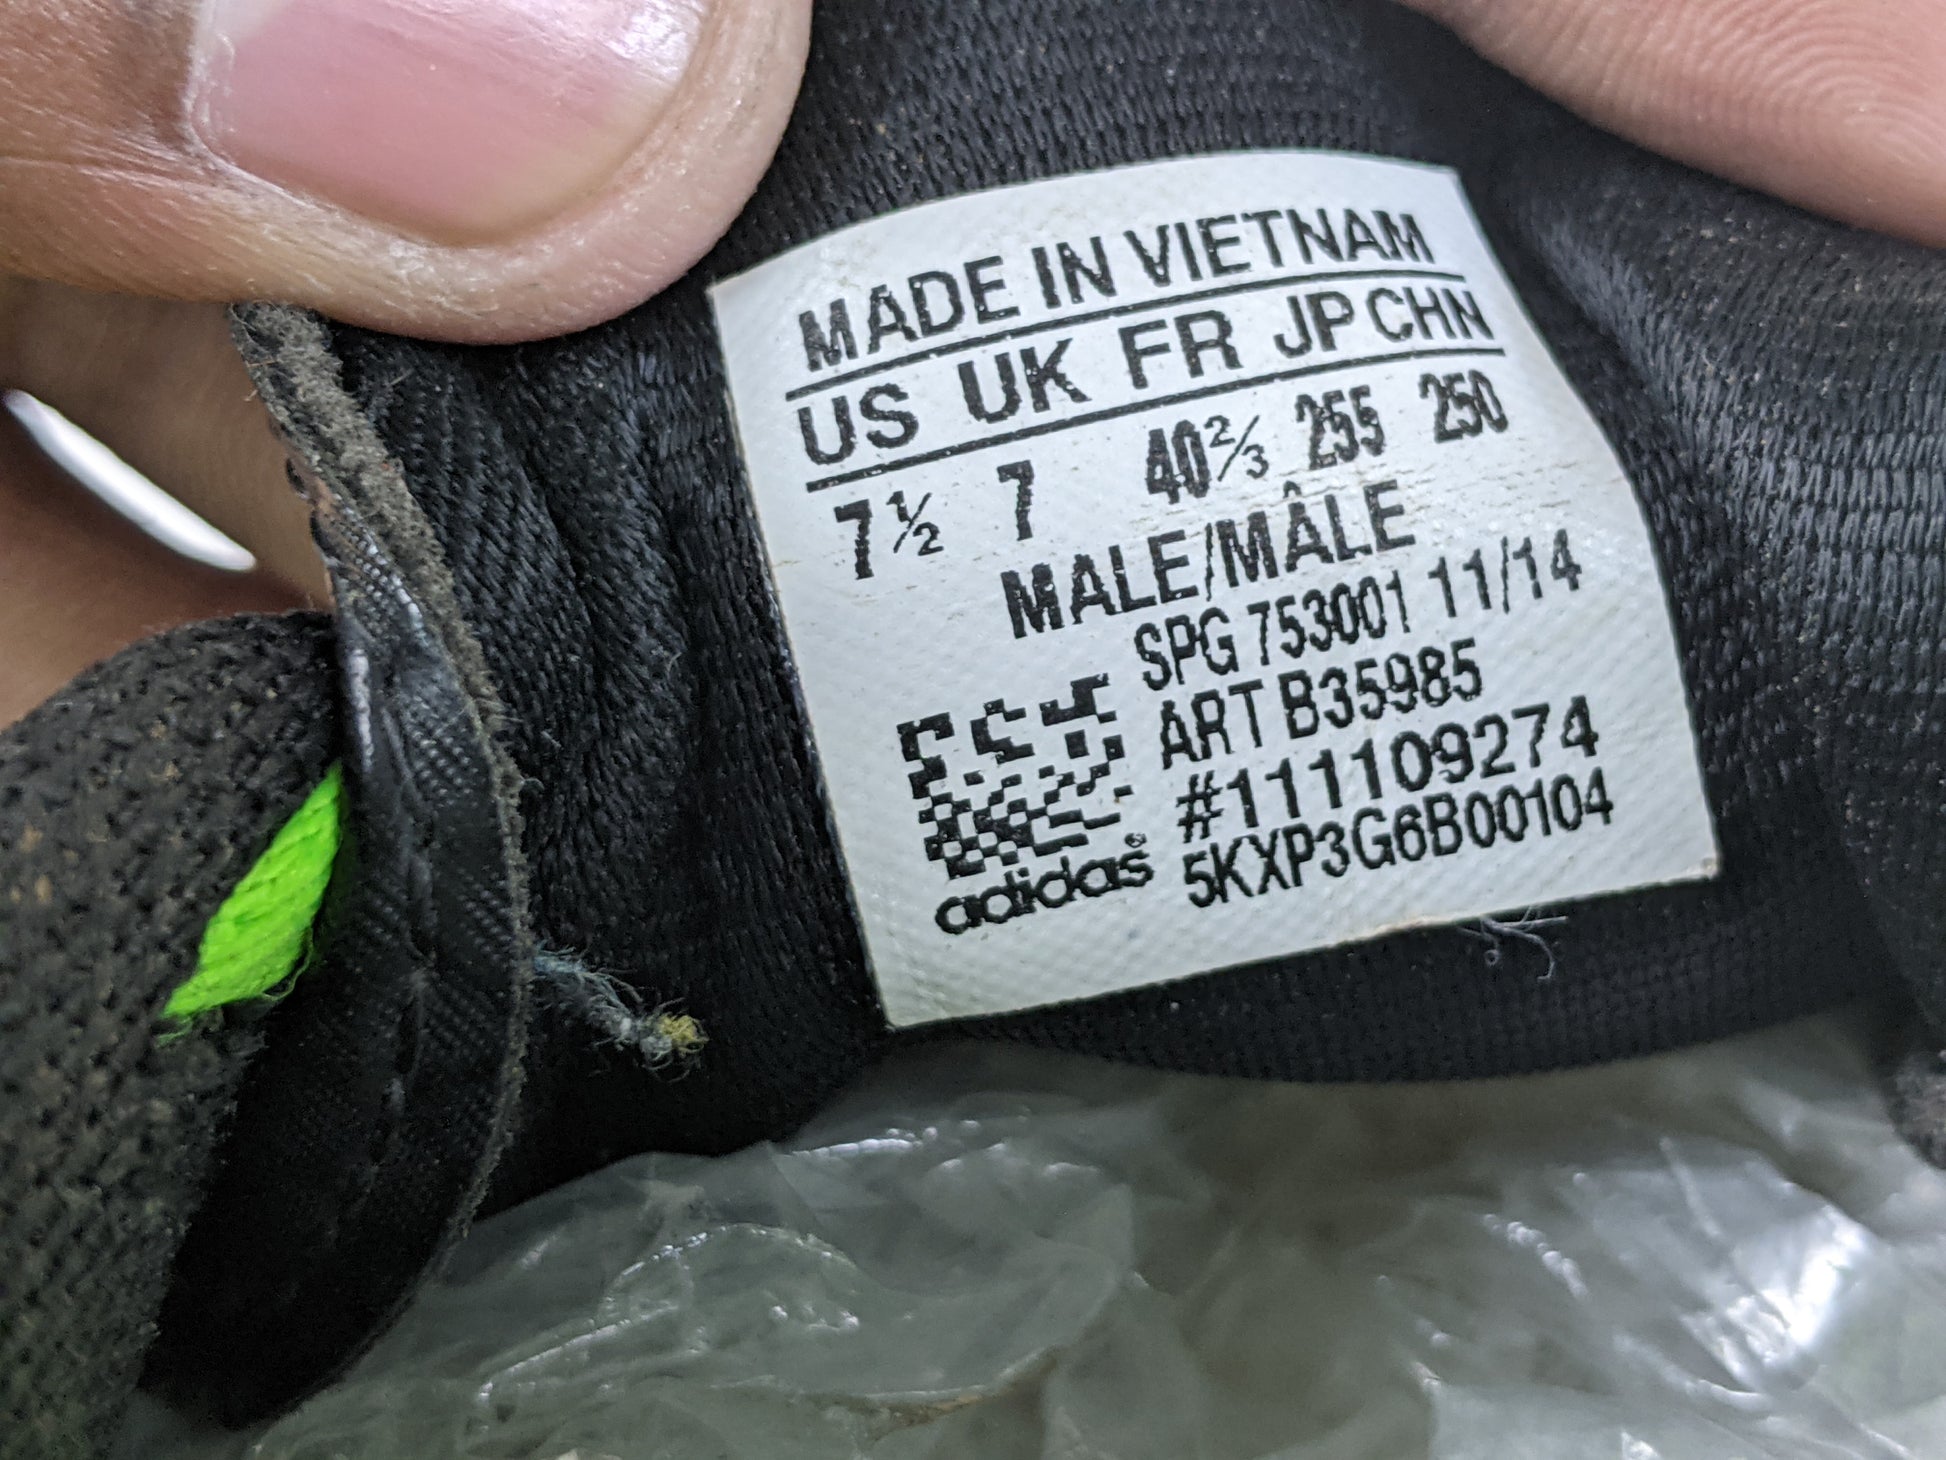 MADE IN VIETNAM
US UK FR JP CHN
7½ 7 40⅔ 255 250
MALE/MÂLE
SPG 753001 11/14
ART B35985
#111109274
5KXP3G6B00104
adidas®